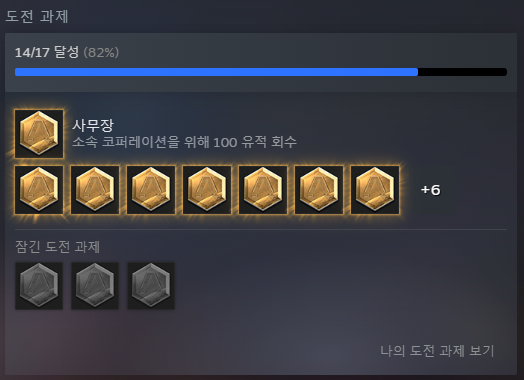 도전 과제
14/17 달성 (82%)
사무장
소속 코퍼레이션을 위해 100 유적 회수
+6
잠긴 도전 과제
나의 도전 과제 보기